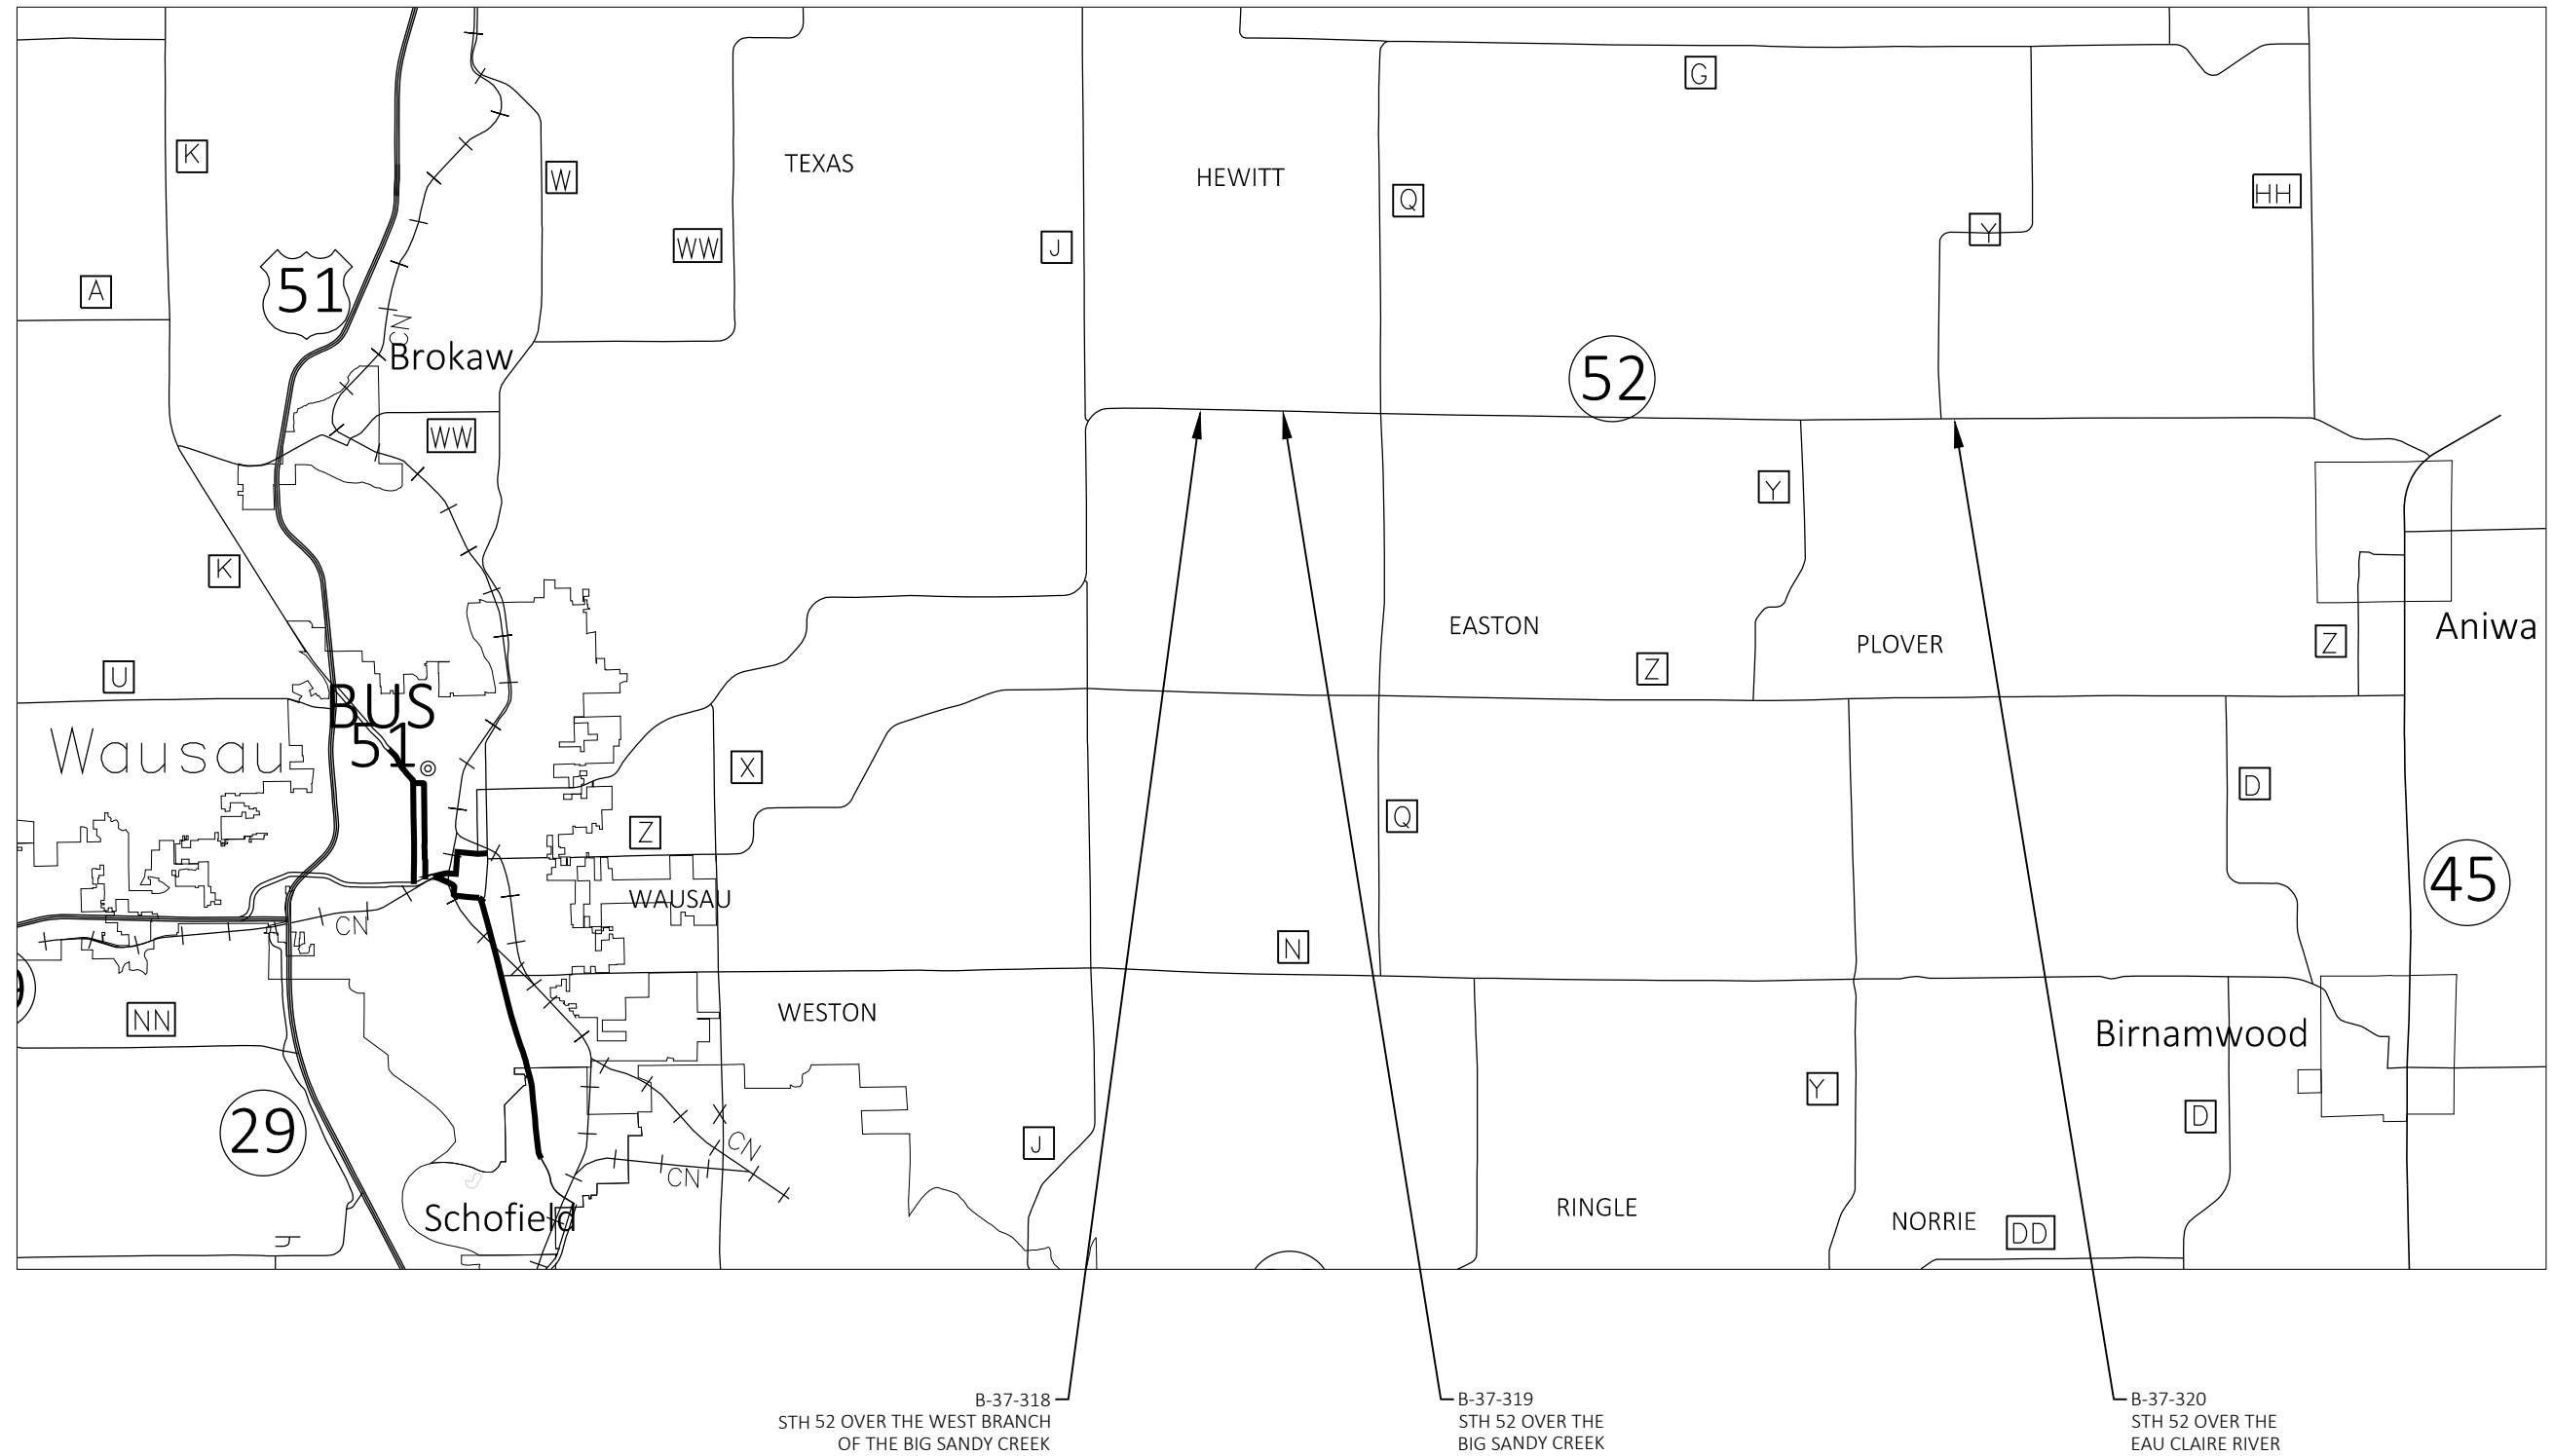 G
K
TEXAS
W
HEWITT
HH
Q
Y
WW
J
51
A
CN
Brokaw
52
WW
Y
K
EASTON
Aniwa
Z
PLOVER
Z
U
BUS
51
Wausau
X
D
Q
Z
45
WAUSAU
CN
N
WESTON
NN
Birnamwood
Y
X
D
29
CN
J
CN
J
Schofield
RINGLE
NORRIE
DD
J
B-37-318
STH 52 OVER THE WEST BRANCH
OF THE BIG SANDY CREEK
B-37-319
STH 52 OVER THE
BIG SANDY CREEK
B-37-320
STH 52 OVER THE
EAU CLAIRE RIVER